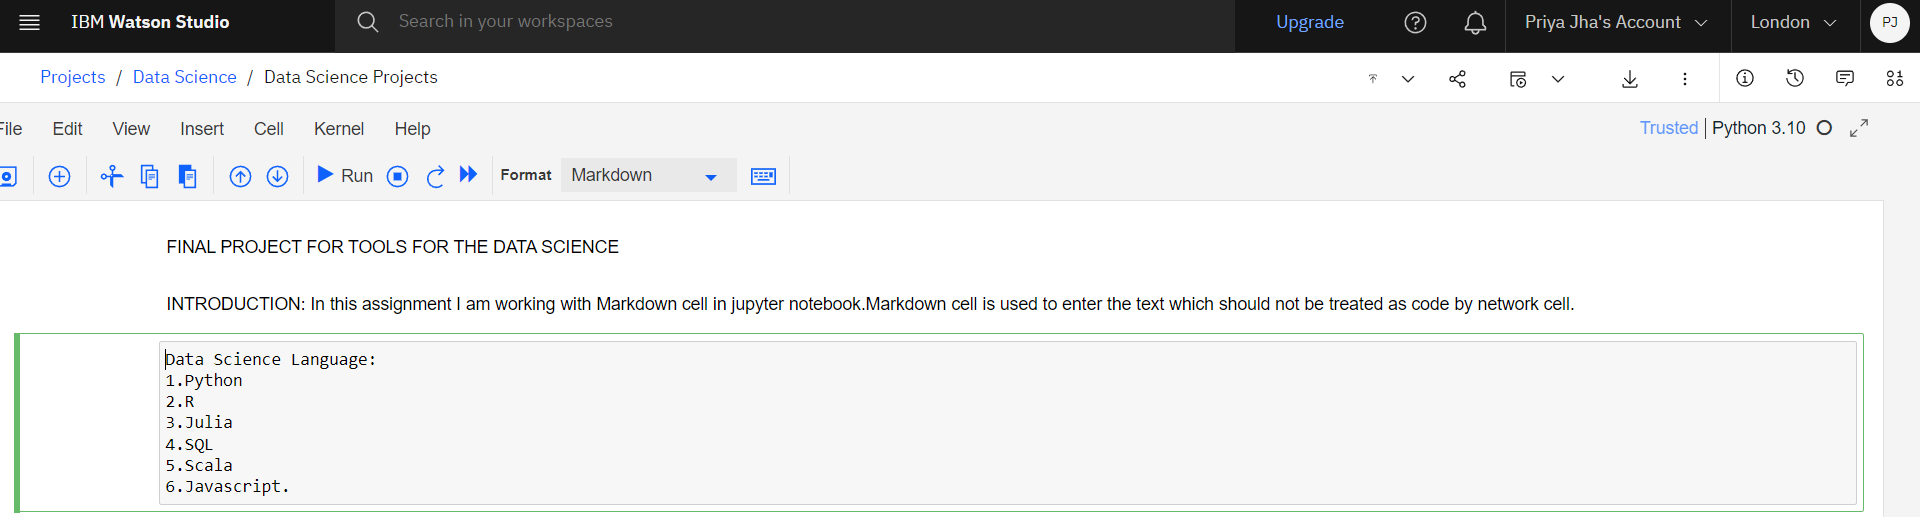 IBM Watson Studio Search in your workspaces Upgrade Priya Jha's Account London PJ
Projects / Data Science / Data Science Projects
File Edit View Insert Cell Kernel Help Trusted | Python 3.10
Run Format Markdown
FINAL PROJECT FOR TOOLS FOR THE DATA SCIENCE
INTRODUCTION: In this assignment I am working with Markdown cell in jupyter notebook.Markdown cell is used to enter the text which should not be treated as code by network cell.
Data Science Language:
1.Python
2.R
3.Julia
4.SQL
5.Scala
6.Javascript.